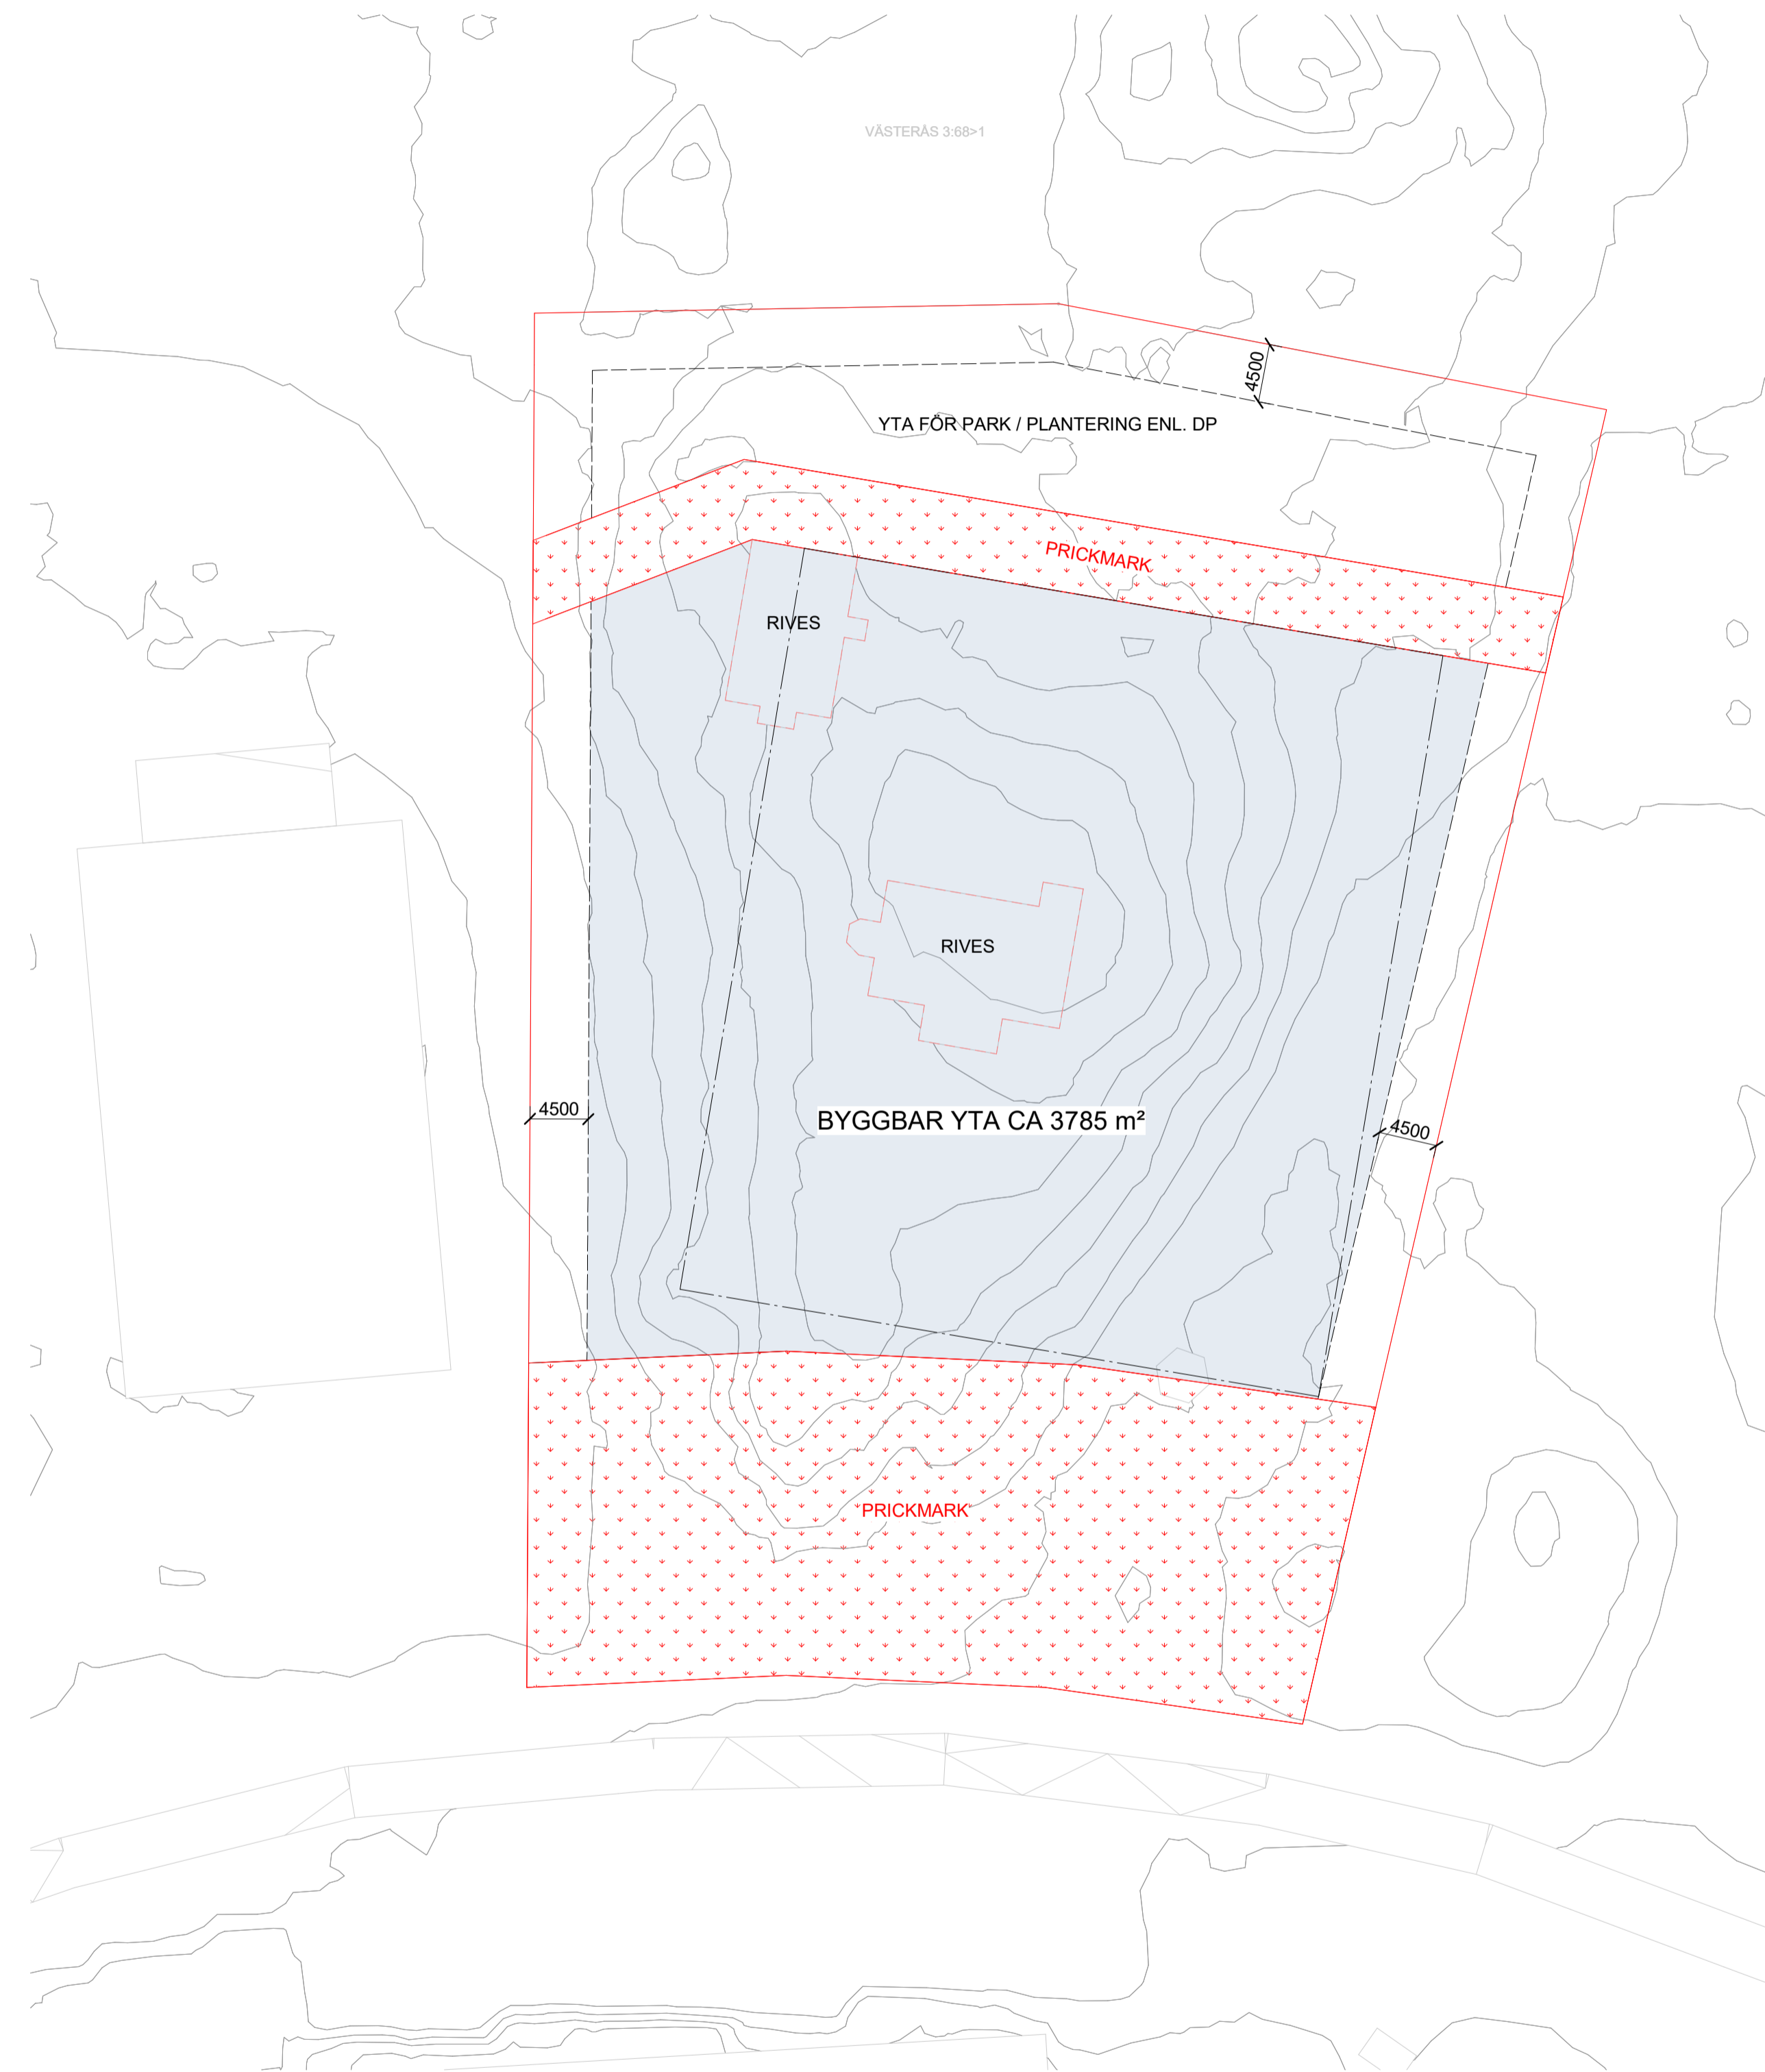 VÄSTERÅS 3:68>1
4500
YTA FÖR PARK / PLANTERING ENL. DP
PRICKMARK
RIVES
RIVES
4500
BYGGBAR YTA CA 3785 m²
4500
PRICKMARK